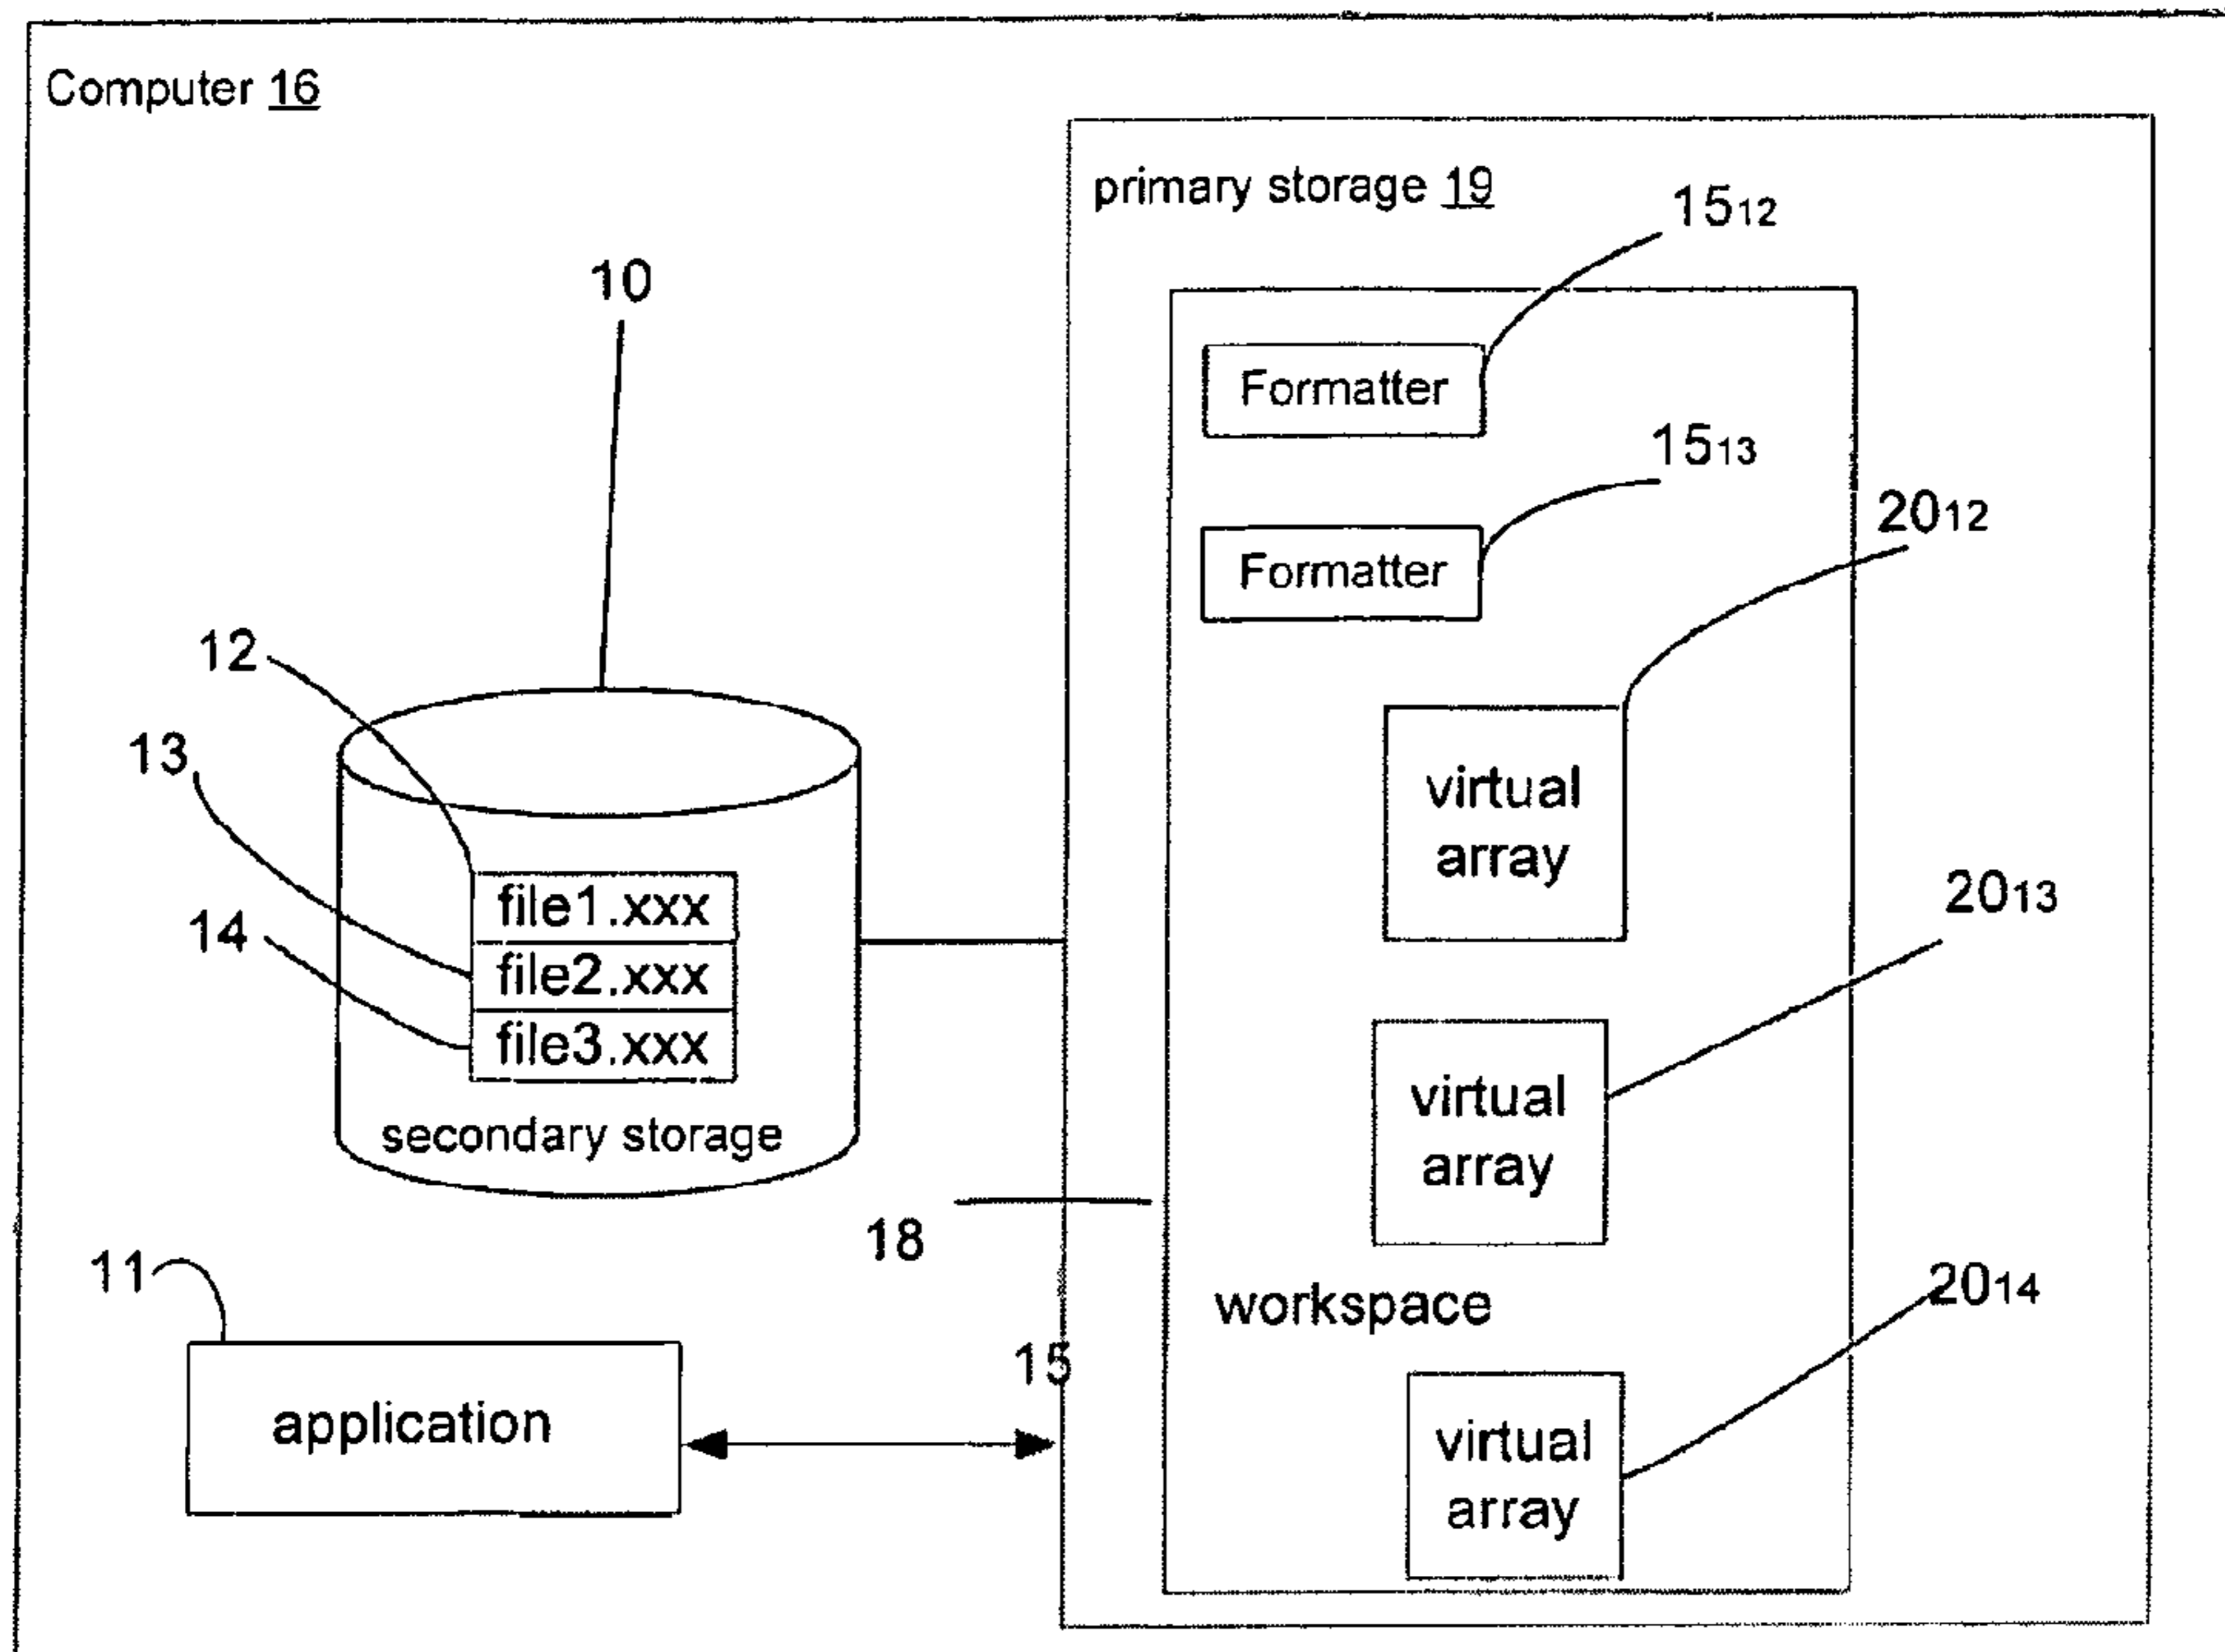 Computer 16
primary storage 19
15₁₂
10
Formatter
15₁₃
20₁₂
Formatter
12
13
virtual
array
file1.xxx
20₁₃
14
file2.xxx
file3.xxx
virtual
array
secondary storage
18
11
20₁₄
workspace
15
application
virtual
array